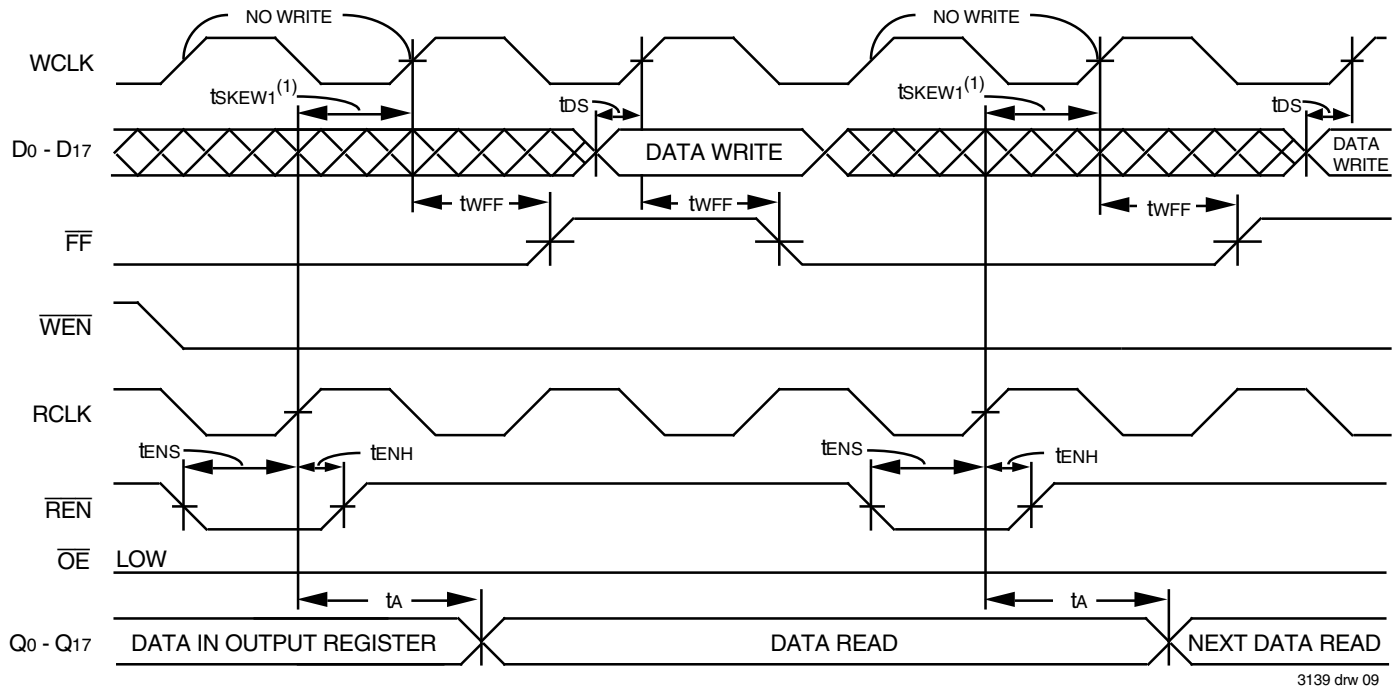 NO WRITE
NO WRITE
WCLK
tSKEW1(1)
tDS
tSKEW1(1)
tDS
D0 - D17
DATA WRITE
DATA
WRITE
tWFF
tWFF
tWFF
FF
WEN
RCLK
tENS
tENH
tENS
tENH
REN
OE
LOW
tA
tA
Q0 - Q17
DATA IN OUTPUT REGISTER
DATA READ
NEXT DATA READ
3139 drw 09